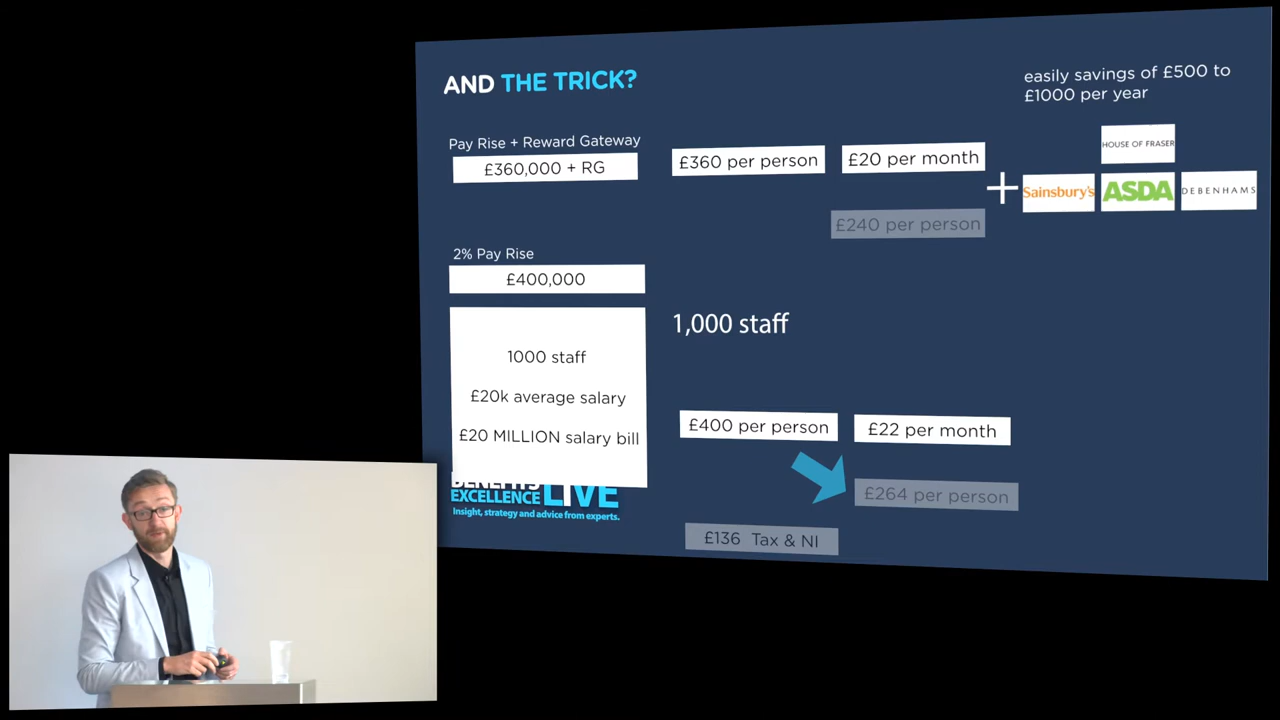 AND THE TRICK?
easily savings of £500 to
£1000 per year
Pay Rise + Reward Gateway
£360,000 + RG
£360 per person
£20 per month
+
HOUSE OF FRASER
Sainsbury's
ASDA
DEBENHAMS
£240 per person
2% Pay Rise
£400,000
1,000 staff
1000 staff
£20k average salary
£20 MILLION salary bill
£400 per person
£22 per month
£264 per person
BENEFITS
EXCELLENCE LIVE
Insight, strategy and advice from experts.
£136 Tax & NI